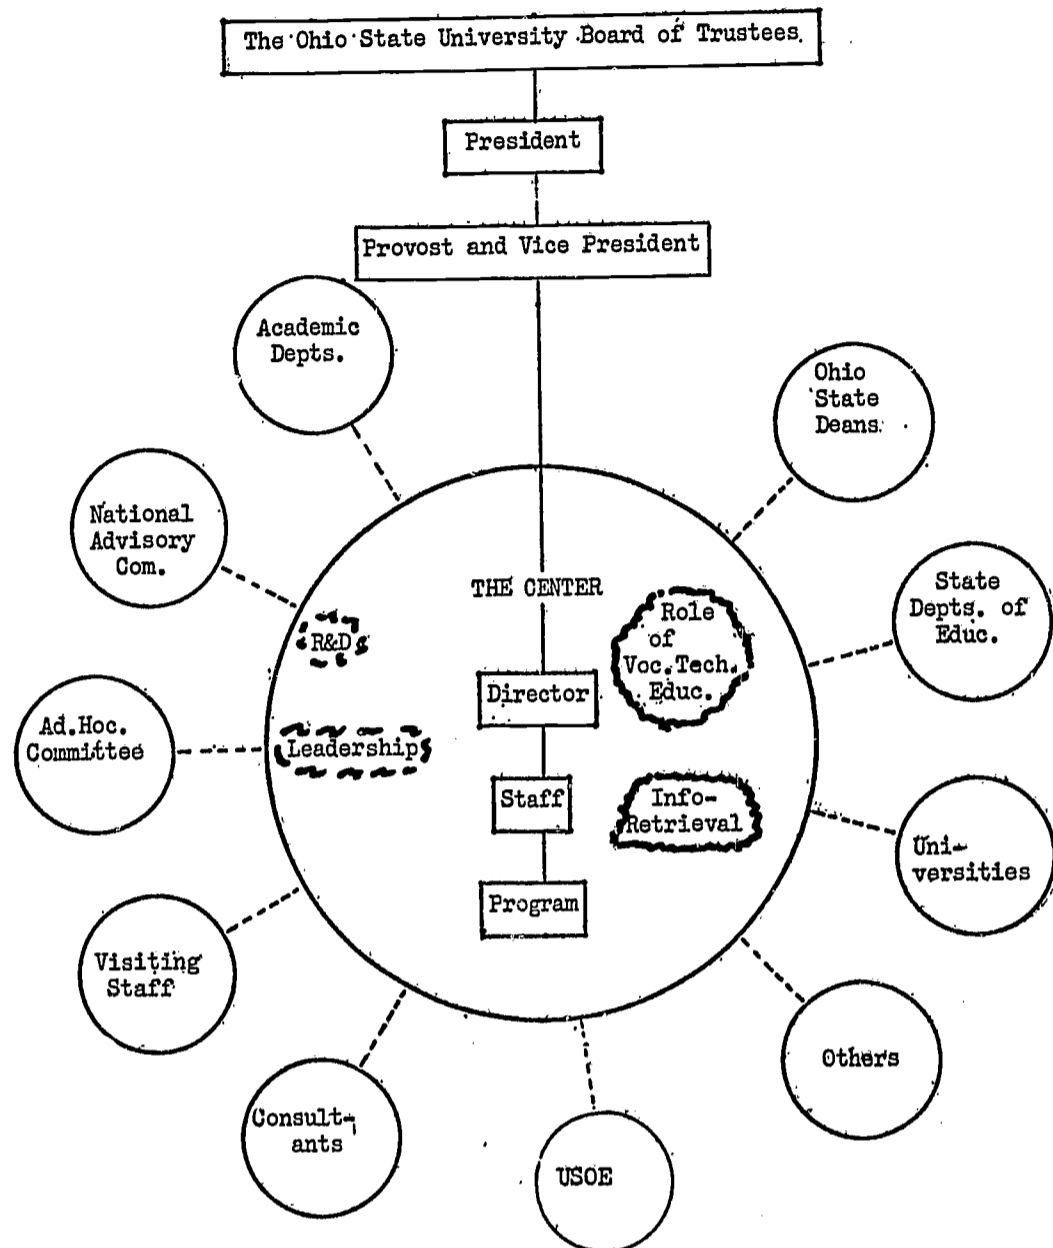 The Ohio State University Board of Trustees
President
Provost and Vice President
Academic
Depts.
Ohio
State
Deans
National
Advisory
Com.
State
Depts. of
Educ.
THE CENTER
R&D
Role
of
Voc.Tech.
Educ.
Director
Ad.Hoc.
Committee
Leadership
Staff
Info-
Retrieval
Uni-
versities
Program
Visiting
Staff
Others
Consult-
ants
USOE